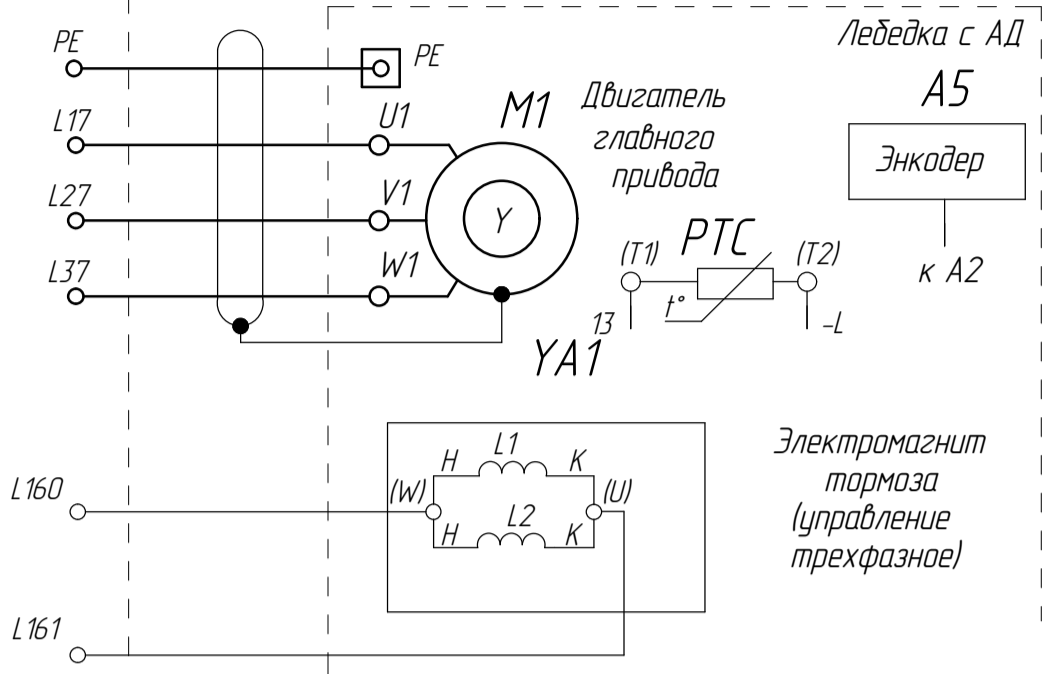 PE
PE
Лебедка с АД
A5
Энкодер
к A2
L17
U1
M1
Двигатель
главного
привода
L27
V1
Y
L37
W1
(T1)
PTC
(T2)
t°
13
-L
YA1
L160
(W)
H
L1
K
(U)
H
L2
K
Электромагнит
тормоза
(управление
трехфазное)
L161